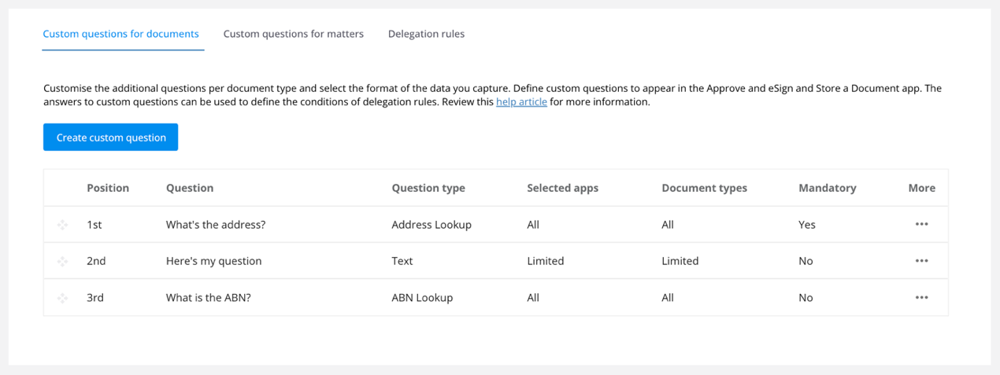 Custom questions for documents Custom questions for matters Delegation rules
Customise the additional questions per document type and select the format of the data you capture. Define custom questions to appear in the Approve and eSign and Store a Document app. The
answers to custom questions can be used to define the conditions of delegation rules. Review this help article for more information.
Create custom question
Position Question Question type Selected apps Document types Mandatory More
1st What's the address? Address Lookup All All Yes
2nd Here's my question Text Limited Limited No
3rd What is the ABN? ABN Lookup All All No